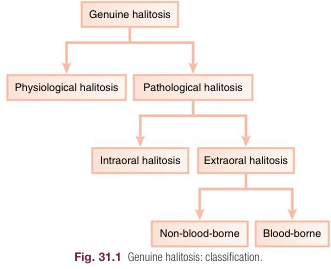 Genuine halitosis
Physiological halitosis
Pathological halitosis
Intraoral halitosis
Extraoral halitosis
Non-blood-borne
Blood-borne
Fig. 31.1 Genuine halitosis: classification.